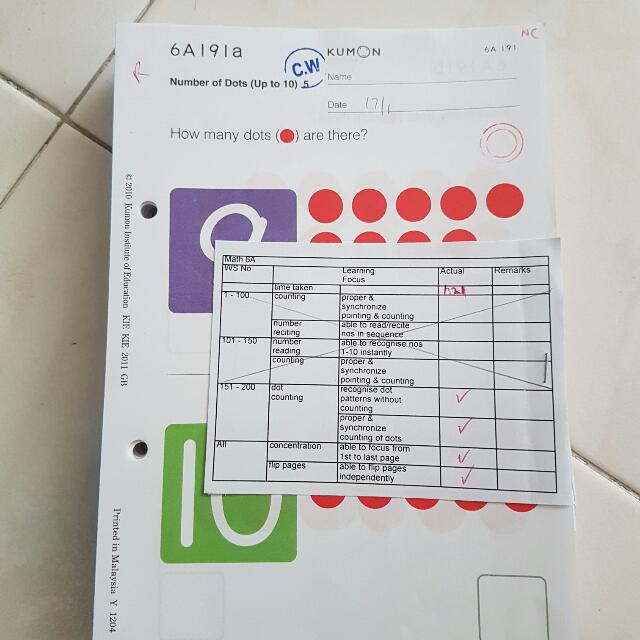 NC
6A191a
C.W
KUMON
6A 191
R
Number of Dots (Up to 10) 5
Name
Date 17/1
How many dots ( ) are there?
© 2010 Kumon Institute of Education KIE KIE 2011 GB
9
Math 6A
WS No Learning Focus Actual Remarks
time taken
1 - 100 counting proper & synchronize pointing & counting
number reciting able to read/recite nos in sequence
101 - 150 number reading able to recognise nos 1-10 instantly
counting proper & synchronize pointing & counting
151 - 200 dot counting recognise dot patterns without counting
proper & synchronize counting of dots
All concentration able to focus from 1st to last page
flip pages able to flip pages independently
10
Printed in Malaysia Y 1204